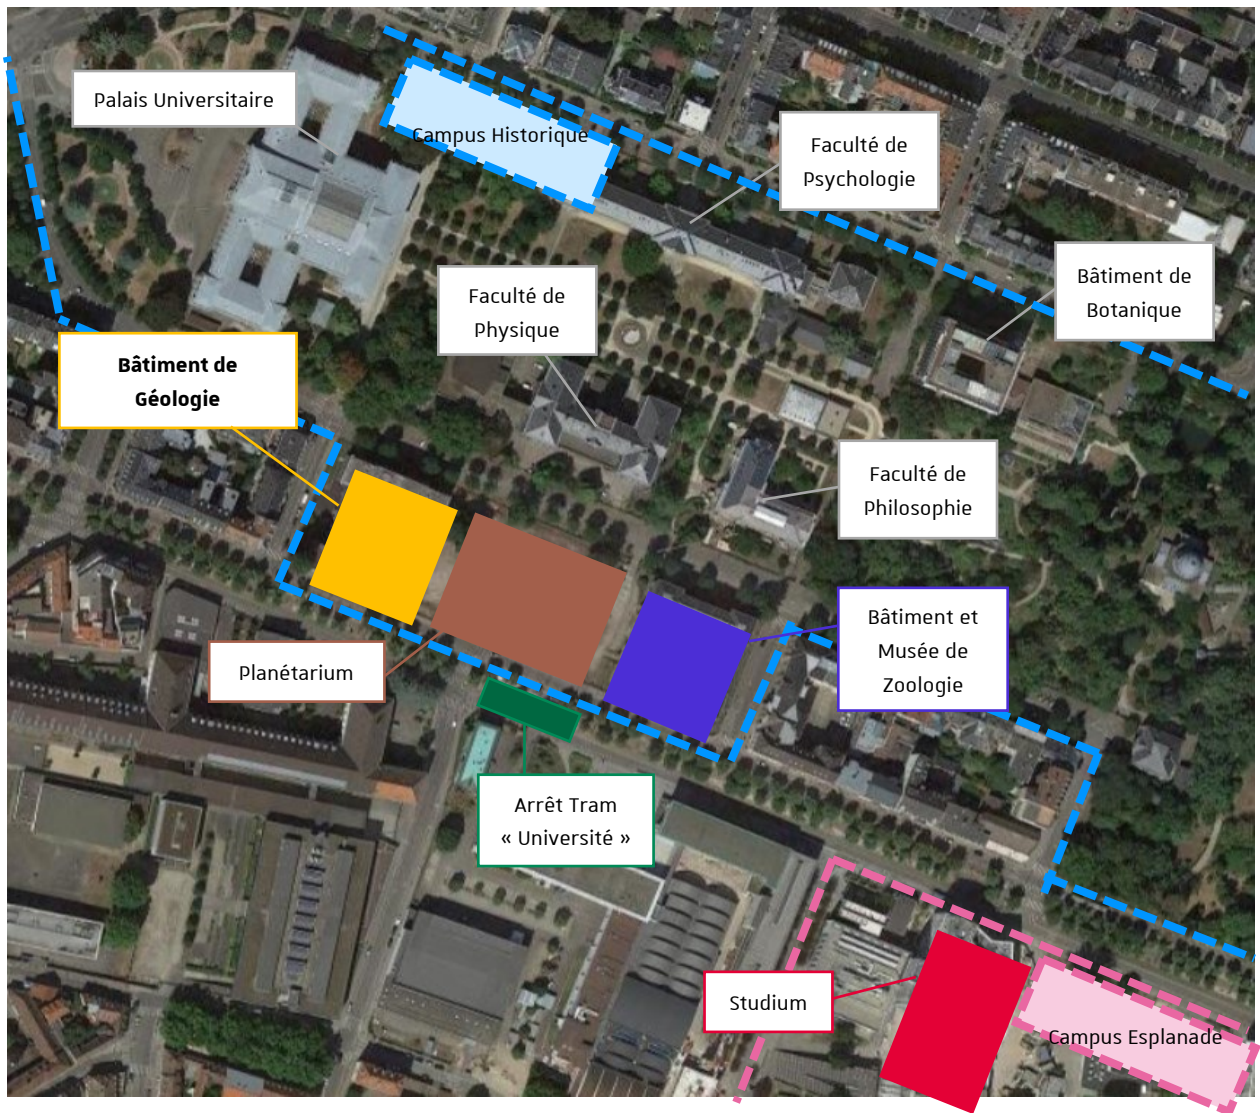 Palais Universitaire
Campus Historique
Faculté de
Psychologie
Bâtiment de
Botanique
Faculté de
Physique
Bâtiment de
Géologie
Faculté de
Philosophie
Bâtiment et
Musée de
Zoologie
Planétarium
Arrêt Tram
« Université »
Studium
Campus Esplanade